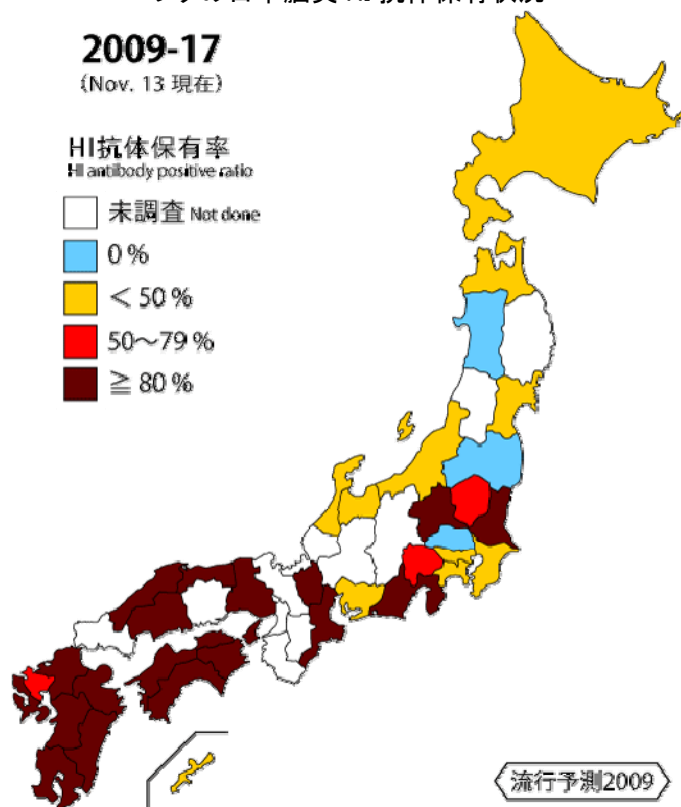 2009-17
(Nov. 13 現在)
HI抗体保有率
HI antibody positive ratio
未調査 Not done
0 %
< 50 %
50～79 %
≧ 80 %
流行予測2009